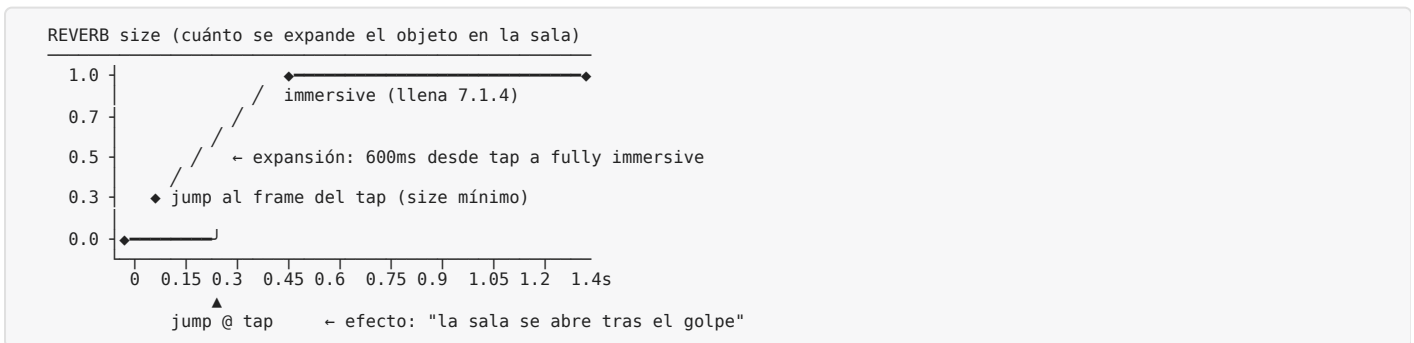 REVERB size (cuánto se expande el objeto en la sala)
1.0
immersive (llena 7.1.4)
0.7
0.5 ← expansión: 600ms desde tap a fully immersive
0.3 ◆ jump al frame del tap (size mínimo)
0.0
0 0.15 0.3 0.45 0.6 0.75 0.9 1.05 1.2 1.4s
▲
jump @ tap ← efecto: "la sala se abre tras el golpe"